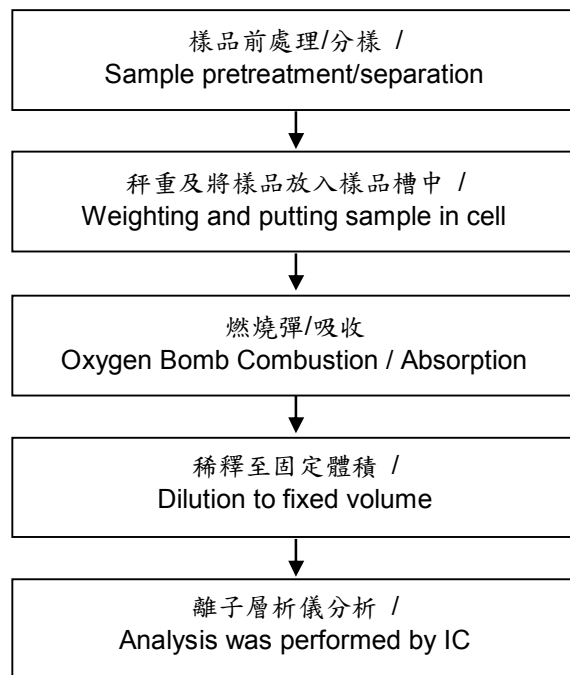 樣品前處理/分樣 /
Sample pretreatment/separation
秤重及將樣品放入樣品槽中 /
Weighting and putting sample in cell
燃燒彈/吸收
Oxygen Bomb Combustion / Absorption
稀釋至固定體積 /
Dilution to fixed volume
離子層析儀分析 /
Analysis was performed by IC